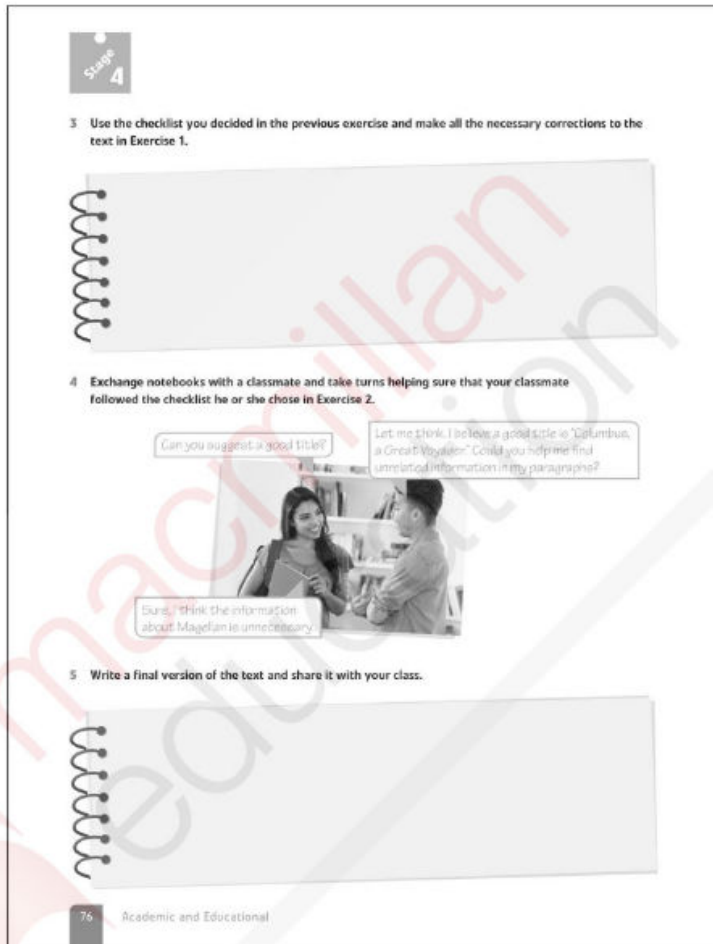 Stage
4
3 Use the checklist you decided in the previous exercise and make all the necessary corrections to the
text in Exercise 1.
4 Exchange notebooks with a classmate and take turns helping sure that your classmate
followed the checklist he or she chose in Exercise 2.
Can you suggest a good title?
Let me think. I believe a good title is "Columbus,
a Great Voyager." Could you help me find
unrelated information in my paragraphs?
Sure, I think the information
about Magellan is unnecessary.
5 Write a final version of the text and share it with your class.
76 Academic and Educational
macmillan
education